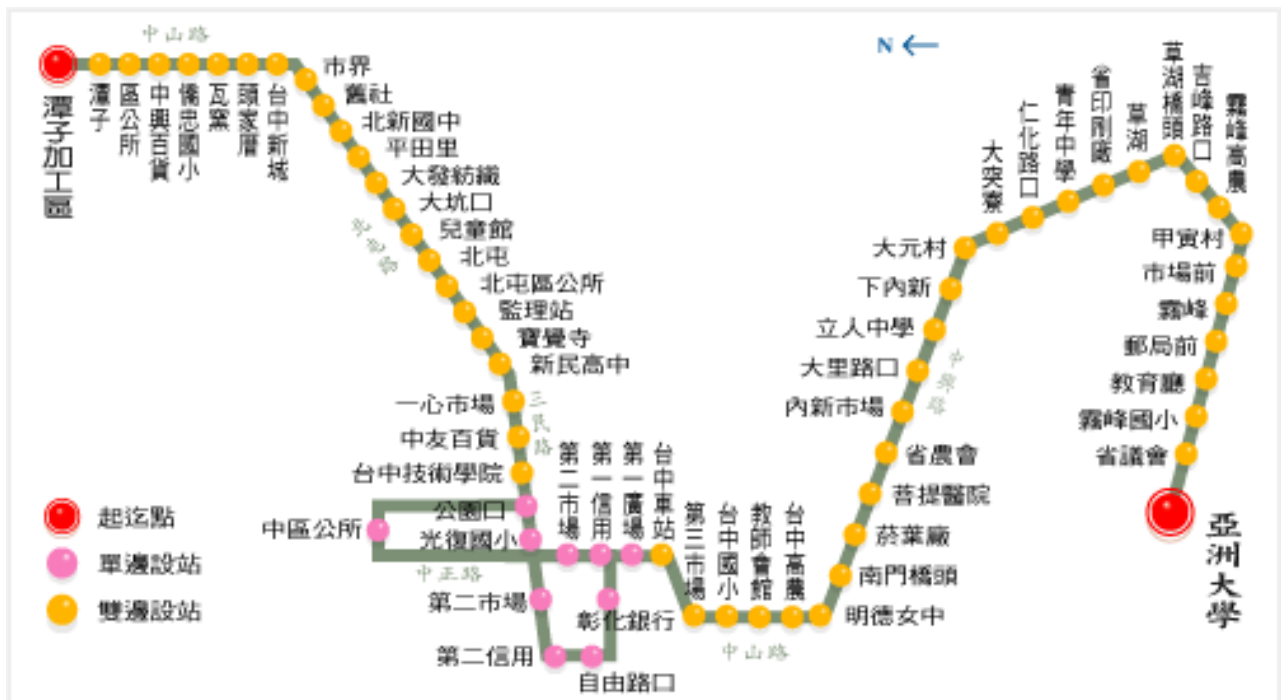 中山路
N
潭子加工區
潭子
區公所
中興百貨
僑忠國小
瓦窯
頭家厝
台中新城
市界
舊社
北新國中
平田里
大發紡織
大坑口
兒童館
北屯
北屯區公所
監理站
寶覺寺
新民高中
北屯路
一心市場
中友百貨
台中技術學院
三民路
公園口
光復國小
中區公所
中正路
第二市場
第一信用
第一廣場
台中車站
第二市場
第二信用
自由路口
彰化銀行
第三市場
台中國小
教師會館
台中高農
中山路
明德女中
南門橋頭
菸葉廠
菩提醫院
省農會
內新市場
大里路口
立人中學
下內新
大元村
中興路
大突寮
仁化路口
青年中學
省印刷廠
草湖
草湖橋頭
吉峰路口
霧峰高農
甲寅村
市場前
霧峰
郵局前
教育廳
霧峰國小
省議會
亞洲大學
起迄點
單邊設站
雙邊設站